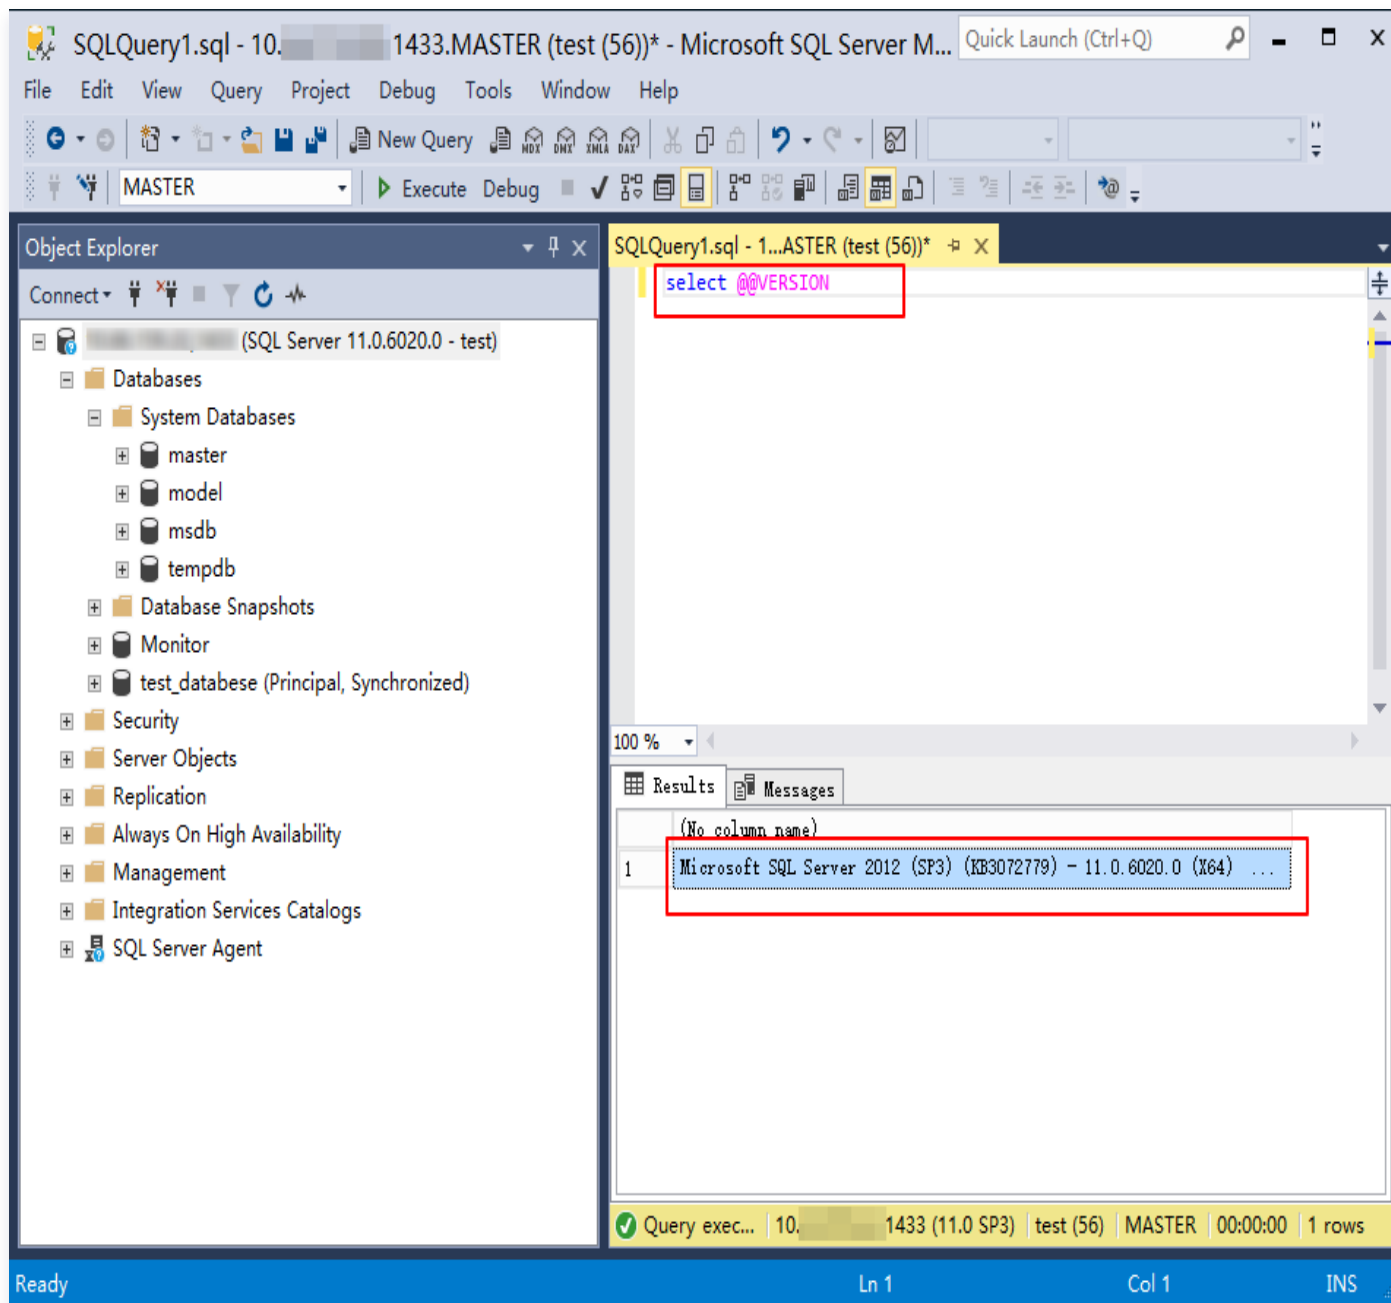 SQLQuery1.sql - 10. 1433.MASTER (test (56))* - Microsoft SQL Server M... Quick Launch (Ctrl+Q)
File Edit View Query Project Debug Tools Window Help
New Query MDX DMX XMLA DAX
MASTER Execute Debug
Object Explorer
Connect
(SQL Server 11.0.6020.0 - test)
Databases
System Databases
master
model
msdb
tempdb
Database Snapshots
Monitor
test_databese (Principal, Synchronized)
Security
Server Objects
Replication
Always On High Availability
Management
Integration Services Catalogs
SQL Server Agent
SQLQuery1.sql - 1...ASTER (test (56))*
select @@VERSION
100 %
Results Messages
(No column name)
1 Microsoft SQL Server 2012 (SP3) (KB3072779) - 11.0.6020.0 (X64) ...
Query exec... 10. 1433 (11.0 SP3) test (56) MASTER 00:00:00 1 rows
Ready Ln 1 Col 1 INS